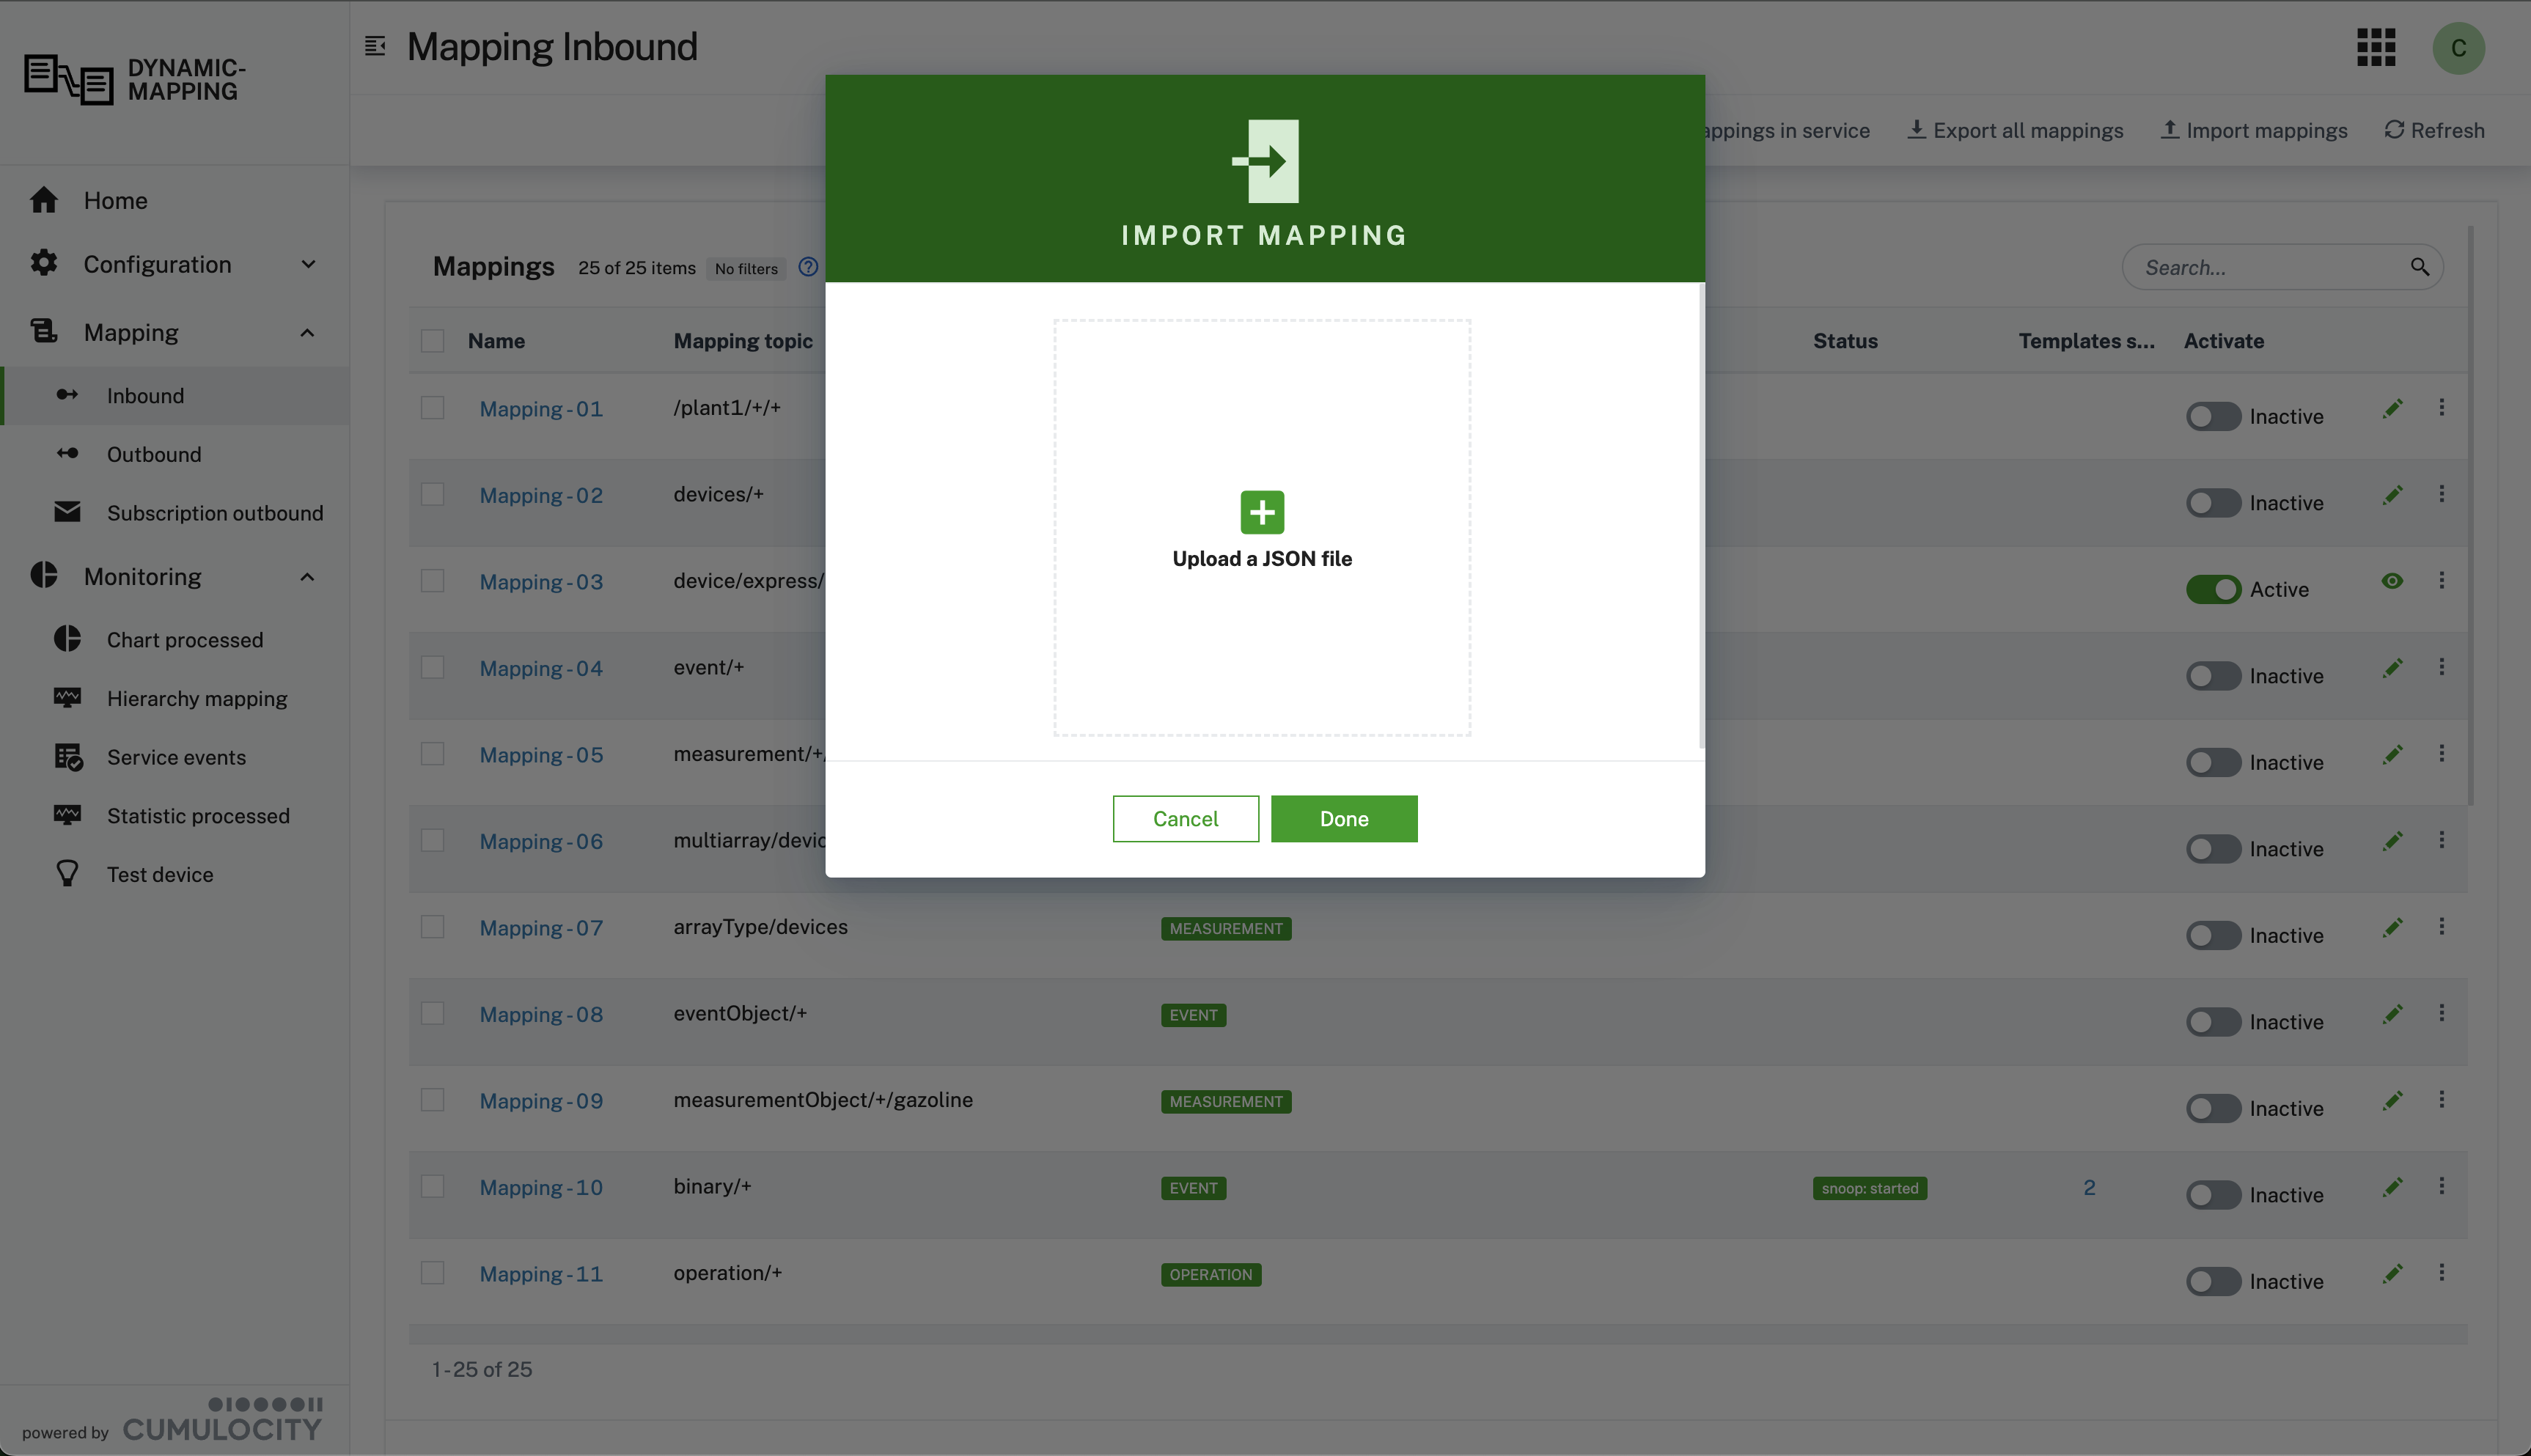 DYNAMIC-
MAPPING
Mapping Inbound
C
appings in service
Export all mappings
Import mappings
Refresh
Home
Configuration
Mapping
Inbound
Outbound
Subscription outbound
Monitoring
Chart processed
Hierarchy mapping
Service events
Statistic processed
Test device
powered by CUMULOCITY
IMPORT MAPPING
Upload a JSON file
Cancel
Done
Mappings 25 of 25 items No filters ?
Search...
Name Mapping topic Status Templates s... Activate
Mapping-01 /plant1/+/+ Inactive
Mapping-02 devices/+ Inactive
Mapping-03 device/express/ Active
Mapping-04 event/+ Inactive
Mapping-05 measurement/+ Inactive
Mapping-06 multiarray/devic Inactive
Mapping-07 arrayType/devices MEASUREMENT Inactive
Mapping-08 eventObject/+ EVENT Inactive
Mapping-09 measurementObject/+/gazoline MEASUREMENT Inactive
Mapping-10 binary/+ EVENT snoop: started 2 Inactive
Mapping-11 operation/+ OPERATION Inactive
1-25 of 25